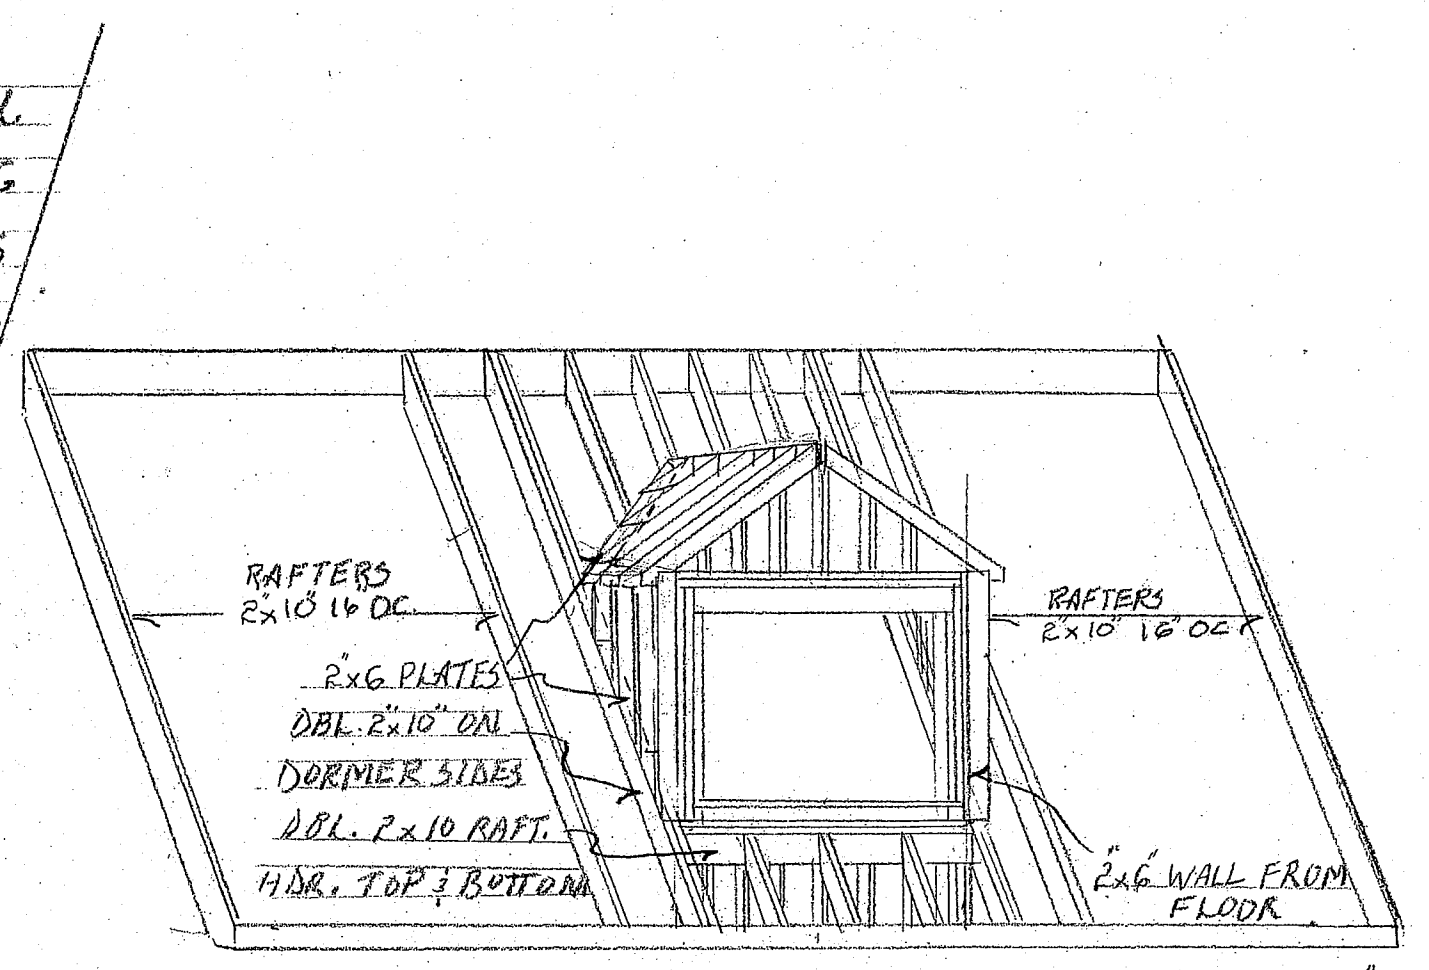 RAFTERS
2"x10" 16" OC.
RAFTERS
2"x10" 16" OC
2"x6 PLATES
DBL. 2"x10" ON
DORMER SIDES
DBL. 2x10 RAFT.
HDR. TOP & BOTTOM
2"x6" WALL FROM
FLOOR